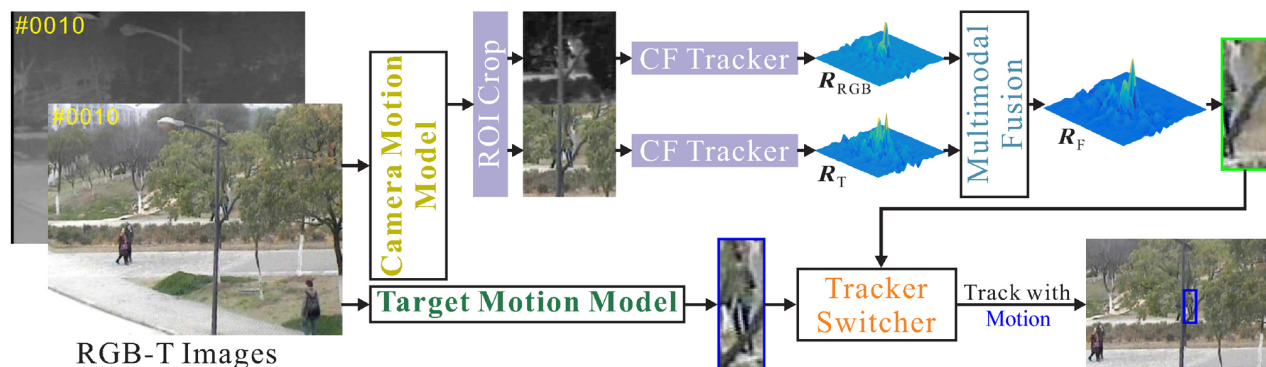 #0010
#0010
RGB-T Images
Camera Motion
Model
ROI Crop
CF Tracker
CF Tracker
R_RGB
R_T
Multimodal
Fusion
R_F
Target Motion Model
Tracker
Switcher
Track with
Motion